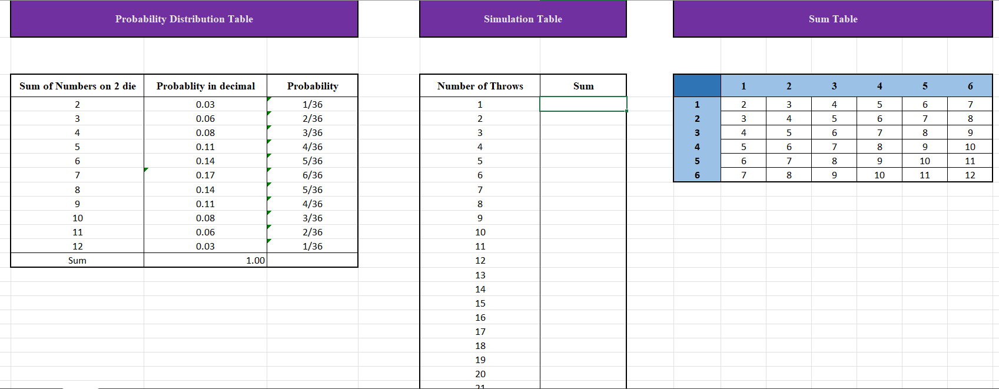 Probability Distribution Table
Simulation Table
Sum Table
Sum of Numbers on 2 die Probablity in decimal Probability
2 0.03 1/36
3 0.06 2/36
4 0.08 3/36
5 0.11 4/36
6 0.14 5/36
7 0.17 6/36
8 0.14 5/36
9 0.11 4/36
10 0.08 3/36
11 0.06 2/36
12 0.03 1/36
Sum 1.00
Number of Throws Sum
1
2
3
4
5
6
7
8
9
10
11
12
13
14
15
16
17
18
19
20
21
1 2 3 4 5 6
1 2 3 4 5 6 7
2 3 4 5 6 7 8
3 4 5 6 7 8 9
4 5 6 7 8 9 10
5 6 7 8 9 10 11
6 7 8 9 10 11 12